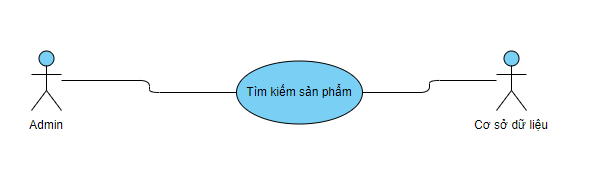 Tìm kiếm sản phẩm
Admin
Cơ sở dữ liệu